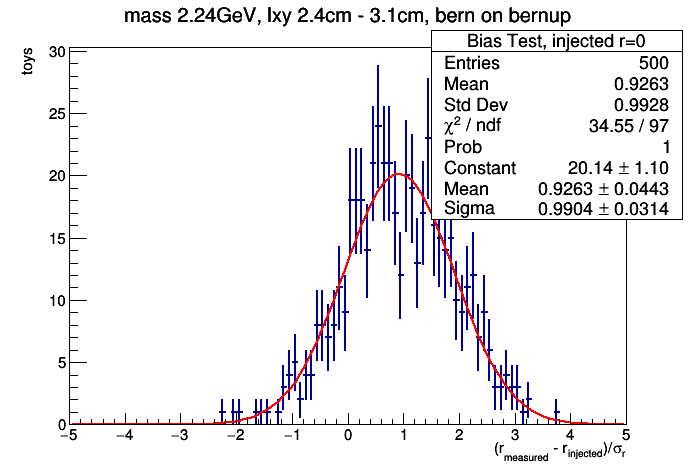 mass 2.24GeV, lxy 2.4cm - 3.1cm, bern on bernup
Bias Test, injected r=0
Entries 500
Mean 0.9263
Std Dev 0.9928
χ² / ndf 34.55 / 97
Prob 1
Constant 20.14 ± 1.10
Mean 0.9263 ± 0.0443
Sigma 0.9904 ± 0.0314
toys
30
25
20
15
10
5
0
−5 −4 −3 −2 −1 0 1 2 3 4 5
(r_measured - r_injected)/σ_r